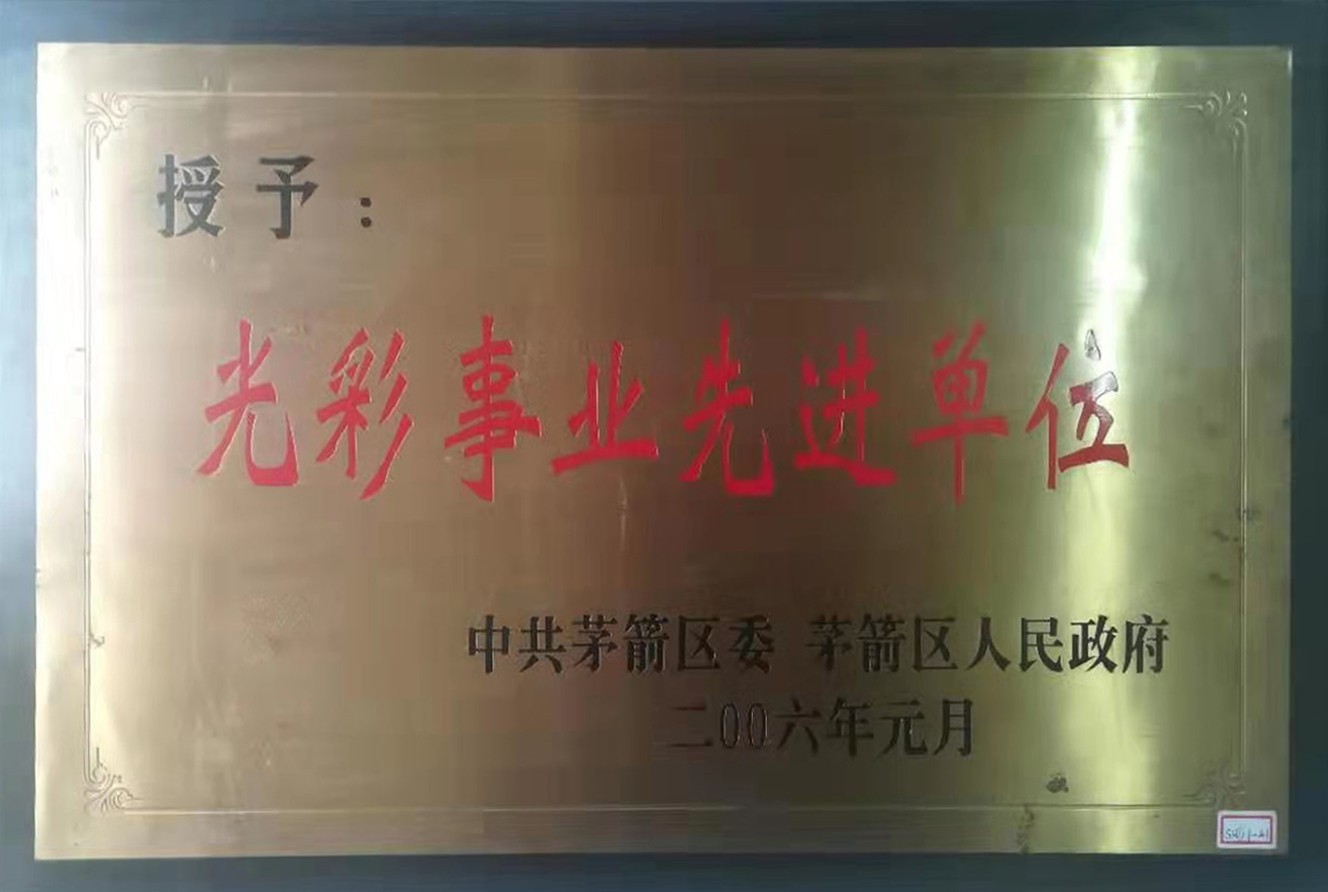 授予：
光彩事业先进单位
中共茅箭区委 茅箭区人民政府
二00六年元月